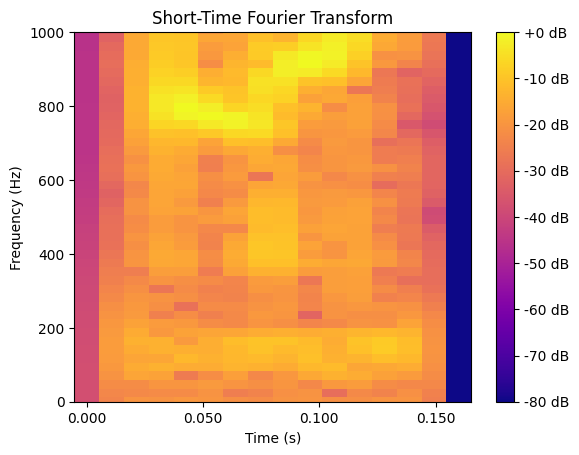 Short-Time Fourier Transform
1000
800
600
400
200
0
Frequency (Hz)
0.000
0.050
0.100
0.150
Time (s)
+0 dB
-10 dB
-20 dB
-30 dB
-40 dB
-50 dB
-60 dB
-70 dB
-80 dB